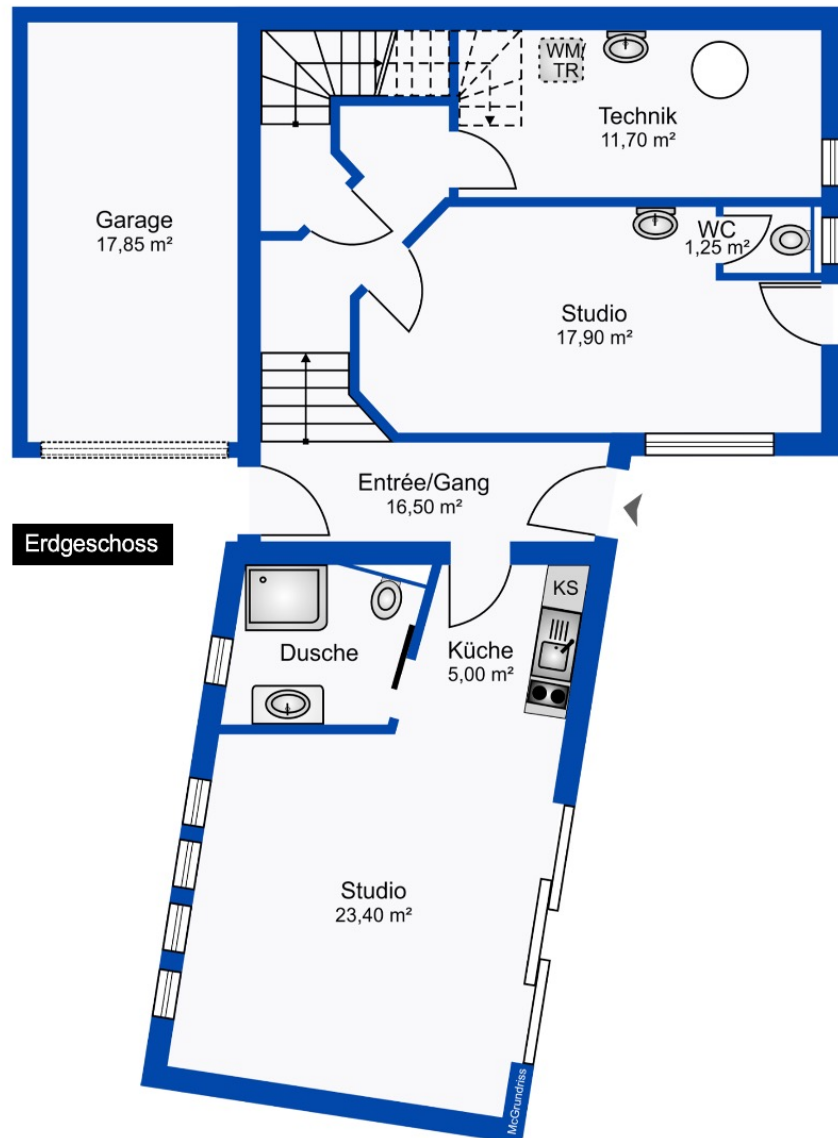 WM/
TR
Technik
11,70 m²
Garage
17,85 m²
WC
1,25 m²
Studio
17,90 m²
Entrée/Gang
16,50 m²
Erdgeschoss
KS
Dusche
Küche
5,00 m²
Studio
23,40 m²
McGrundriss